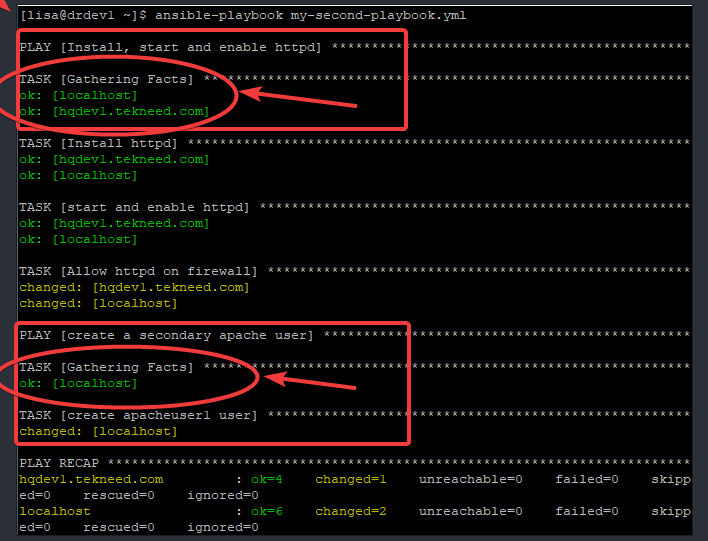 [lisa@drdev1 ~]$ ansible-playbook my-second-playbook.yml
PLAY [Install, start and enable httpd] *********************************************
TASK [Gathering Facts] *************************************************************
ok: [localhost]
ok: [hqdev1.tekneed.com]
TASK [Install httpd] ***************************************************************
ok: [hqdev1.tekneed.com]
ok: [localhost]
TASK [start and enable httpd] ******************************************************
ok: [hqdev1.tekneed.com]
ok: [localhost]
TASK [Allow httpd on firewall] *****************************************************
changed: [hqdev1.tekneed.com]
changed: [localhost]
PLAY [create a secondary apache user] **********************************************
TASK [Gathering Facts] *************************************************************
ok: [localhost]
TASK [create apacheuser1 user] *****************************************************
changed: [localhost]
PLAY RECAP *************************************************************************
hqdev1.tekneed.com         : ok=4    changed=1    unreachable=0    failed=0    skipp
ed=0    rescued=0    ignored=0
localhost                  : ok=6    changed=2    unreachable=0    failed=0    skipp
ed=0    rescued=0    ignored=0